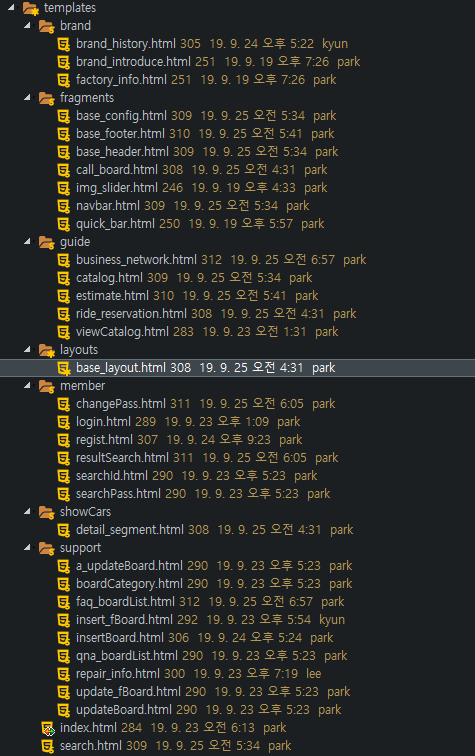 templates
brand
brand_history.html 305 19. 9. 24 오후 5:22 kyun
brand_introduce.html 251 19. 9. 19 오후 7:26 park
factory_info.html 251 19. 9. 19 오후 7:26 park
fragments
base_config.html 309 19. 9. 25 오전 5:34 park
base_footer.html 310 19. 9. 25 오전 5:41 park
base_header.html 309 19. 9. 25 오전 5:34 park
call_board.html 308 19. 9. 25 오전 4:31 park
img_slider.html 246 19. 9. 19 오후 4:33 park
navbar.html 309 19. 9. 25 오전 5:34 park
quick_bar.html 250 19. 9. 19 오후 5:57 park
guide
business_network.html 312 19. 9. 25 오전 6:57 park
catalog.html 309 19. 9. 25 오전 5:34 park
estimate.html 310 19. 9. 25 오전 5:41 park
ride_reservation.html 308 19. 9. 25 오전 4:31 park
viewCatalog.html 283 19. 9. 23 오전 1:31 park
layouts
base_layout.html 308 19. 9. 25 오전 4:31 park
member
changePass.html 311 19. 9. 25 오전 6:05 park
login.html 289 19. 9. 23 오후 1:09 park
regist.html 307 19. 9. 24 오후 9:23 park
resultSearch.html 311 19. 9. 25 오전 6:05 park
searchId.html 290 19. 9. 23 오후 5:23 park
searchPass.html 290 19. 9. 23 오후 5:23 park
showCars
detail_segment.html 308 19. 9. 25 오전 4:31 park
support
a_updateBoard.html 290 19. 9. 23 오후 5:23 park
boardCategory.html 290 19. 9. 23 오후 5:23 park
faq_boardList.html 312 19. 9. 25 오전 6:57 park
insert_fBoard.html 292 19. 9. 23 오후 5:54 kyun
insertBoard.html 306 19. 9. 24 오후 5:24 park
qna_boardList.html 290 19. 9. 23 오후 5:23 park
repair_info.html 300 19. 9. 23 오후 7:19 lee
update_fBoard.html 290 19. 9. 23 오후 5:23 park
updateBoard.html 290 19. 9. 23 오후 5:23 park
index.html 284 19. 9. 23 오전 6:13 park
search.html 309 19. 9. 25 오전 5:34 park